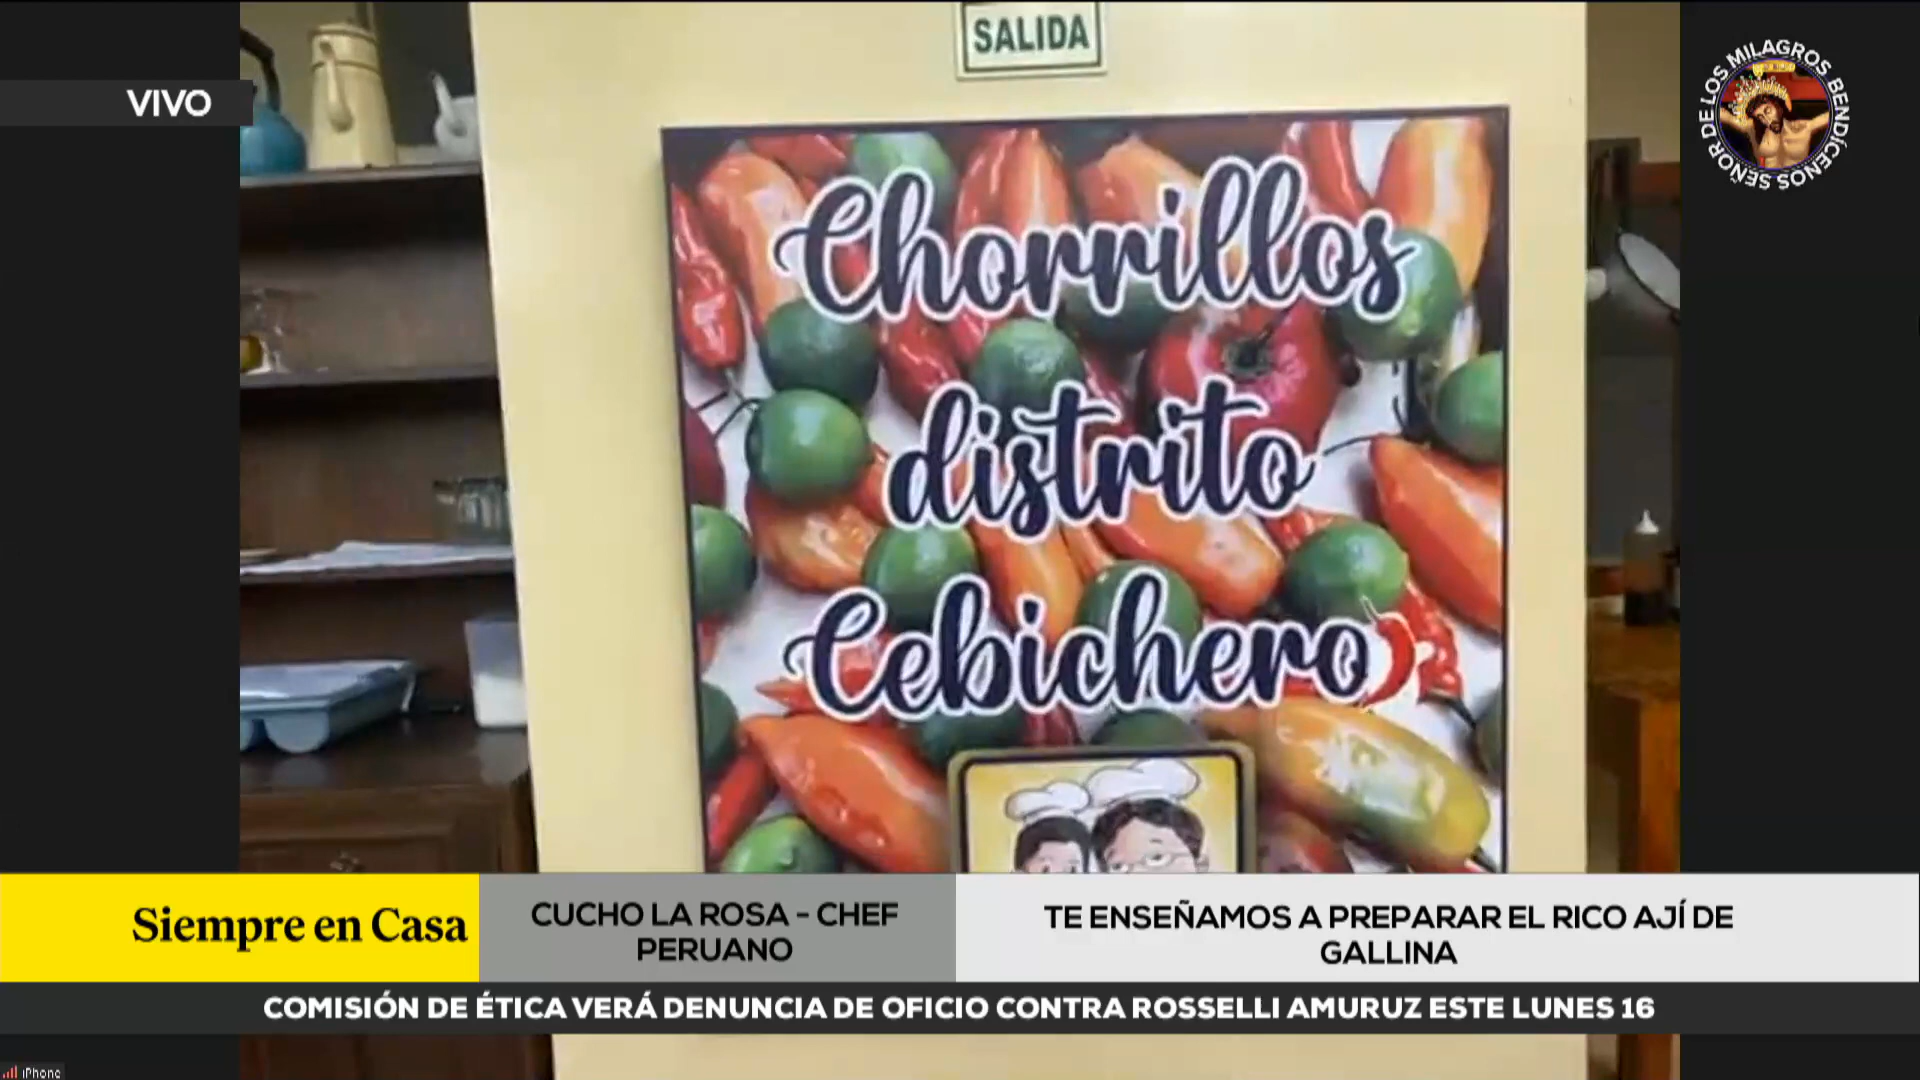 SALIDA
VIVO
SEÑOR DE LOS MILAGROS BENDÍCENOS
Chorrillos
distrito
Cebichero
Siempre en Casa
CUCHO LA ROSA - CHEF
PERUANO
TE ENSEÑAMOS A PREPARAR EL RICO AJÍ DE
GALLINA
COMISIÓN DE ÉTICA VERÁ DENUNCIA DE OFICIO CONTRA ROSSELLI AMURUZ ESTE LUNES 16
iPhone